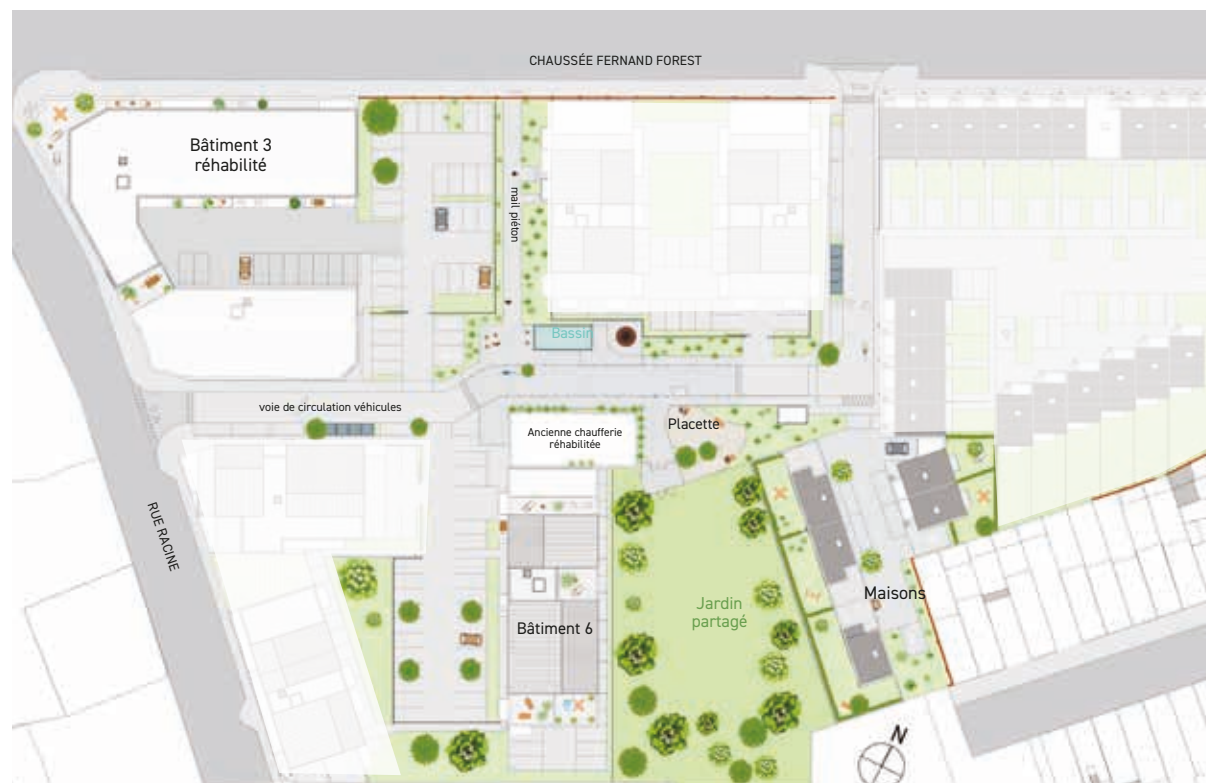 CHAUSSÉE FERNAND FOREST
Bâtiment 3
réhabilité
mail piéton
Bassin
voie de circulation véhicules
Ancienne chaufferie
réhabilitée
Placette
RUE RACINE
Jardin
partagé
Maisons
Bâtiment 6
N